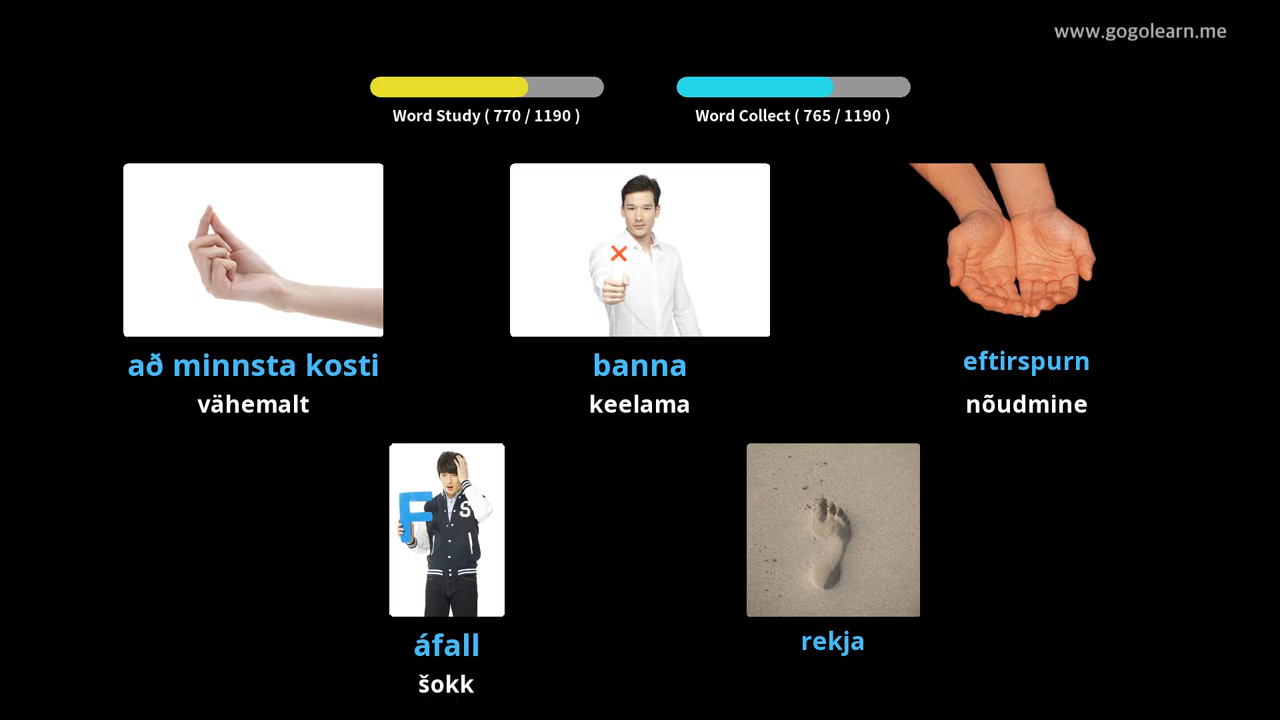 www.gogolearn.me
Word Study ( 770 / 1190 )
Word Collect ( 765 / 1190 )
að minnsta kosti
vähemalt
banna
keelama
eftirspurn
nõudmine
F
S
áfall
šokk
rekja